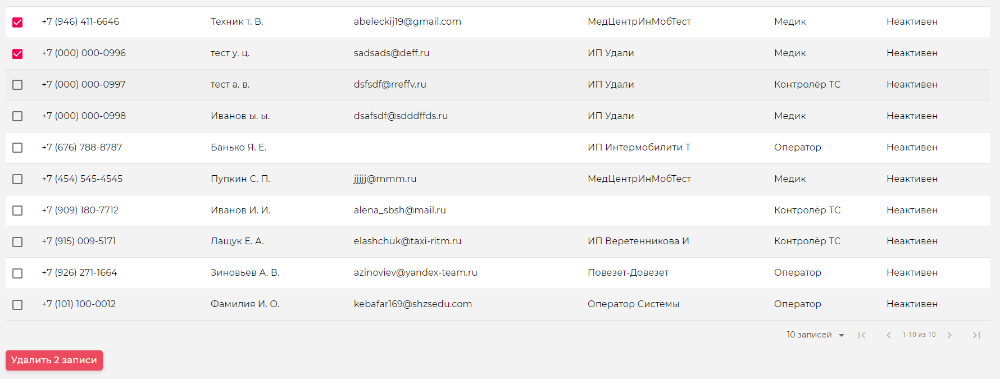 +7 (946) 411-6646 Техник т. В. abeleckij19@gmail.com МедЦентрИнМобТест Медик Неактивен
+7 (000) 000-0996 тест у. ц. sadsads@deff.ru ИП Удали Медик Неактивен
+7 (000) 000-0997 тест а. в. dsfsdf@rreffv.ru ИП Удали Контролёр ТС Неактивен
+7 (000) 000-0998 Иванов ы. ы. dsafsdf@sdddffds.ru ИП Удали Медик Неактивен
+7 (676) 788-8787 Банько Я. Е. ИП Интермобилити Т Оператор Неактивен
+7 (454) 545-4545 Пупкин С. П. jjjjj@mmm.ru МедЦентрИнМобТест Медик Неактивен
+7 (909) 180-7712 Иванов И. И. alena_sbsh@mail.ru Контролёр ТС Неактивен
+7 (915) 009-5171 Лащук Е. А. elashchuk@taxi-ritm.ru ИП Веретенникова И Контролёр ТС Неактивен
+7 (926) 271-1664 Зиновьев А. В. azinoviev@yandex-team.ru Повезет-Довезет Оператор Неактивен
+7 (101) 100-0012 Фамилия И. О. kebafar169@shzsedu.com Оператор Системы Оператор Неактивен
10 записей 1-10 из 10
Удалить 2 записи